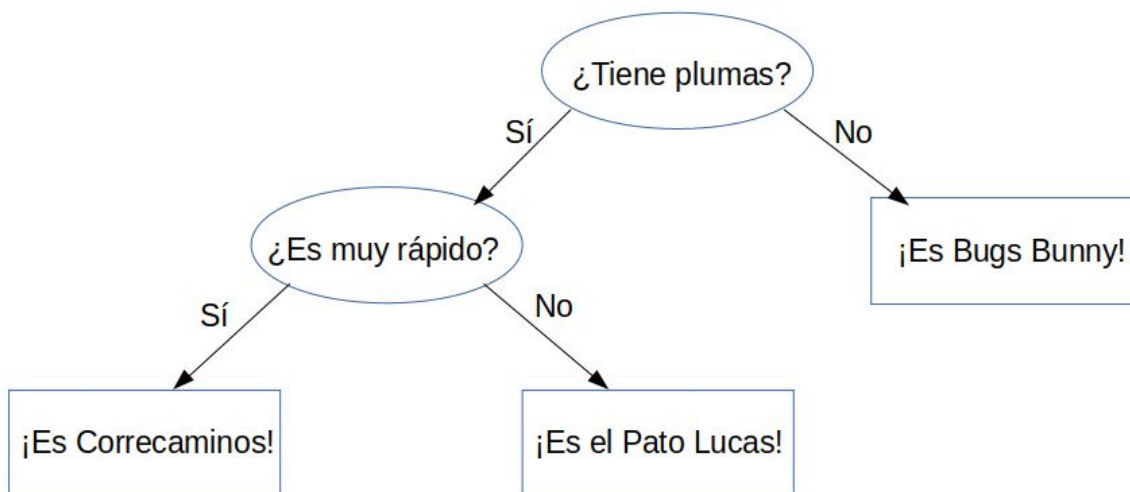 ¿Tiene plumas?
Sí
No
¿Es muy rápido?
¡Es Bugs Bunny!
Sí
No
¡Es Correcaminos!
¡Es el Pato Lucas!